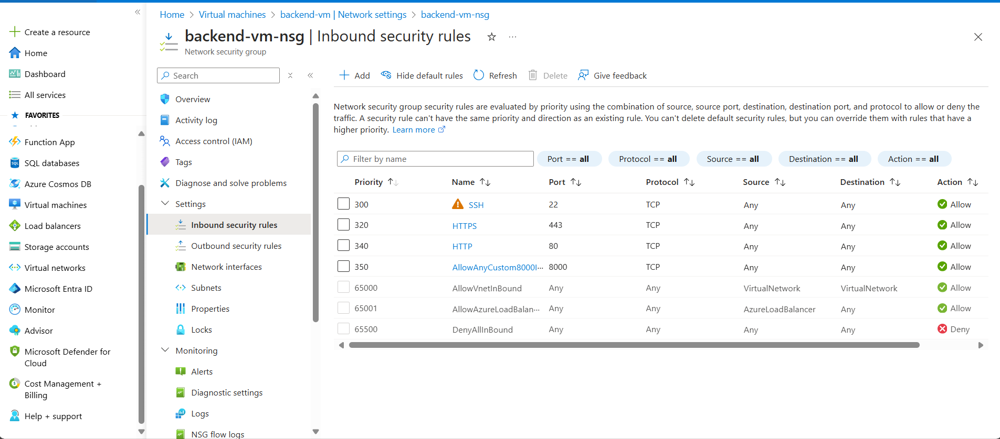 Home > Virtual machines > backend-vm | Network settings > backend-vm-nsg
backend-vm-nsg | Inbound security rules
Network security group
Create a resource
Home
Dashboard
All services
FAVORITES
Function App
SQL databases
Azure Cosmos DB
Virtual machines
Load balancers
Storage accounts
Virtual networks
Microsoft Entra ID
Monitor
Advisor
Microsoft Defender for
Cloud
Cost Management +
Billing
Help + support
Search
Overview
Activity log
Access control (IAM)
Tags
Diagnose and solve problems
Settings
Inbound security rules
Outbound security rules
Network interfaces
Subnets
Properties
Locks
Monitoring
Alerts
Diagnostic settings
Logs
NSG flow logs
Add Hide default rules Refresh Delete Give feedback
Network security group security rules are evaluated by priority using the combination of source, source port, destination, destination port, and protocol to allow or deny the
traffic. A security rule can't have the same priority and direction as an existing rule. You can't delete default security rules, but you can override them with rules that have a
higher priority. Learn more
Filter by name Port == all Protocol == all Source == all Destination == all Action == all
Priority Name Port Protocol Source Destination Action
300 SSH 22 TCP Any Any Allow
320 HTTPS 443 TCP Any Any Allow
340 HTTP 80 TCP Any Any Allow
350 AllowAnyCustom8000I... 8000 TCP Any Any Allow
65000 AllowVnetInBound Any Any VirtualNetwork VirtualNetwork Allow
65001 AllowAzureLoadBalan... Any Any AzureLoadBalancer Any Allow
65500 DenyAllInBound Any Any Any Any Deny